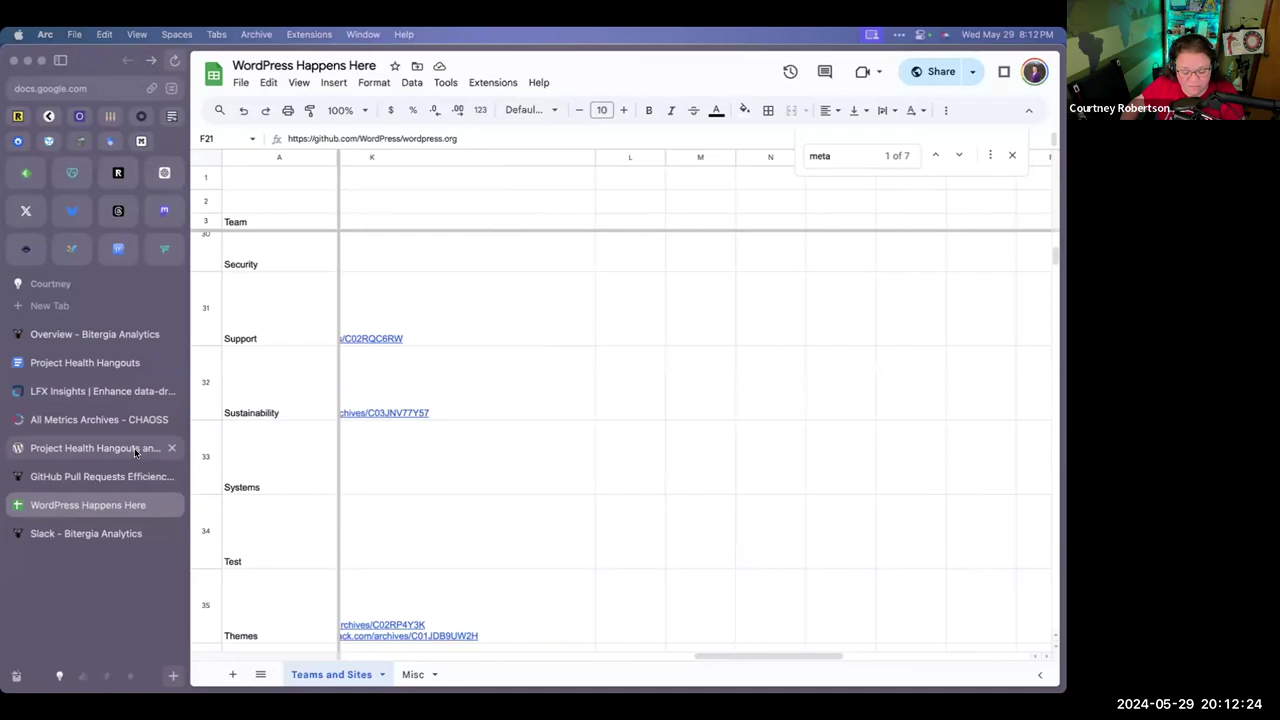 Arc File Edit View Spaces Tabs Archive Extensions Window Help
Wed May 29 8:12 PM
docs.google.com
Courtney
New Tab
Overview - Bitergia Analytics
Project Health Hangouts
LFX Insights | Enhance data-dr...
All Metrics Archives - CHAOSS
Project Health Hangouts an...
GitHub Pull Requests Efficienc...
WordPress Happens Here
Slack - Bitergia Analytics
WordPress Happens Here
File Edit View Insert Format Data Tools Extensions Help
Share
100% $ % .0 .00 123 Defaul... 10 B I S A
F21 fx https://github.com/WordPress/wordpress.org
meta 1 of 7
A K L M N
1
2
3 Team
30 Security
31 Support s/C02RQC6RW
32 Sustainability chives/C03JNV77Y57
33 Systems
34 Test
35 Themes rchives/C02RP4Y3K
ack.com/archives/C01JDB9UW2H
Teams and Sites Misc
Courtney Robertson
2024-05-29 20:12:24